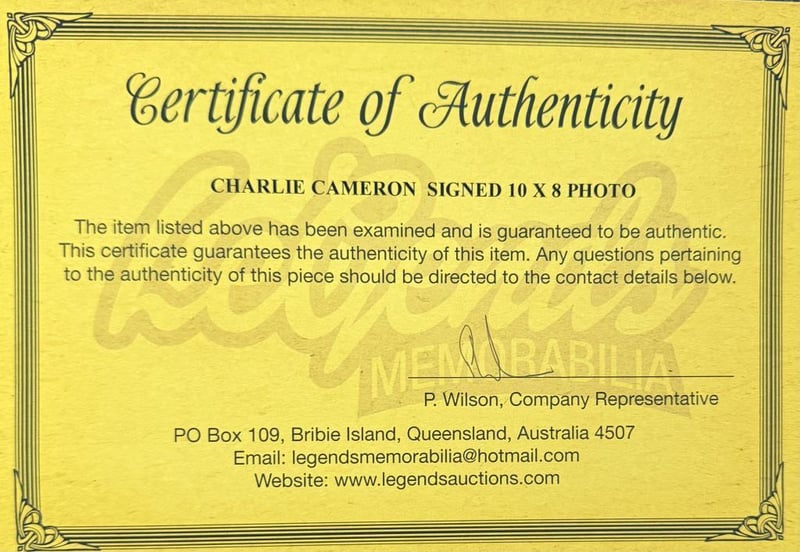 Certificate of Authenticity
CHARLIE CAMERON SIGNED 10 X 8 PHOTO
The item listed above has been examined and is guaranteed to be authentic.
This certificate guarantees the authenticity of this item. Any questions pertaining
to the authenticity of this piece should be directed to the contact details below.
Legends
MEMORABILIA
P. Wilson, Company Representative
PO Box 109, Bribie Island, Queensland, Australia 4507
Email: legendsmemorabilia@hotmail.com
Website: www.legendsauctions.com